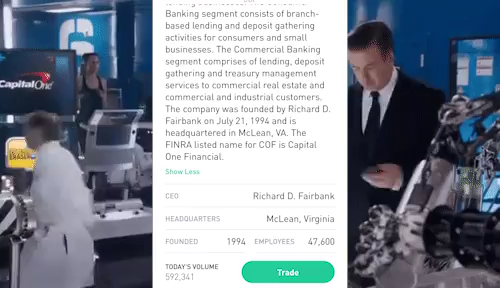 Banking segment consists of branch-
based lending and deposit gathering
activities for consumers and small
businesses. The Commercial Banking
segment comprises of lending, deposit
gathering and treasury management
services to commercial real estate and
commercial and industrial customers.
The company was founded by Richard D.
Fairbank on July 21, 1994 and is
headquartered in McLean, VA. The
FINRA listed name for COF is Capital
One Financial.
Show Less
CEO Richard D. Fairbank
HEADQUARTERS McLean, Virginia
FOUNDED 1994 EMPLOYEES 47,600
TODAY'S VOLUME
592,341
Trade
Capital One
6